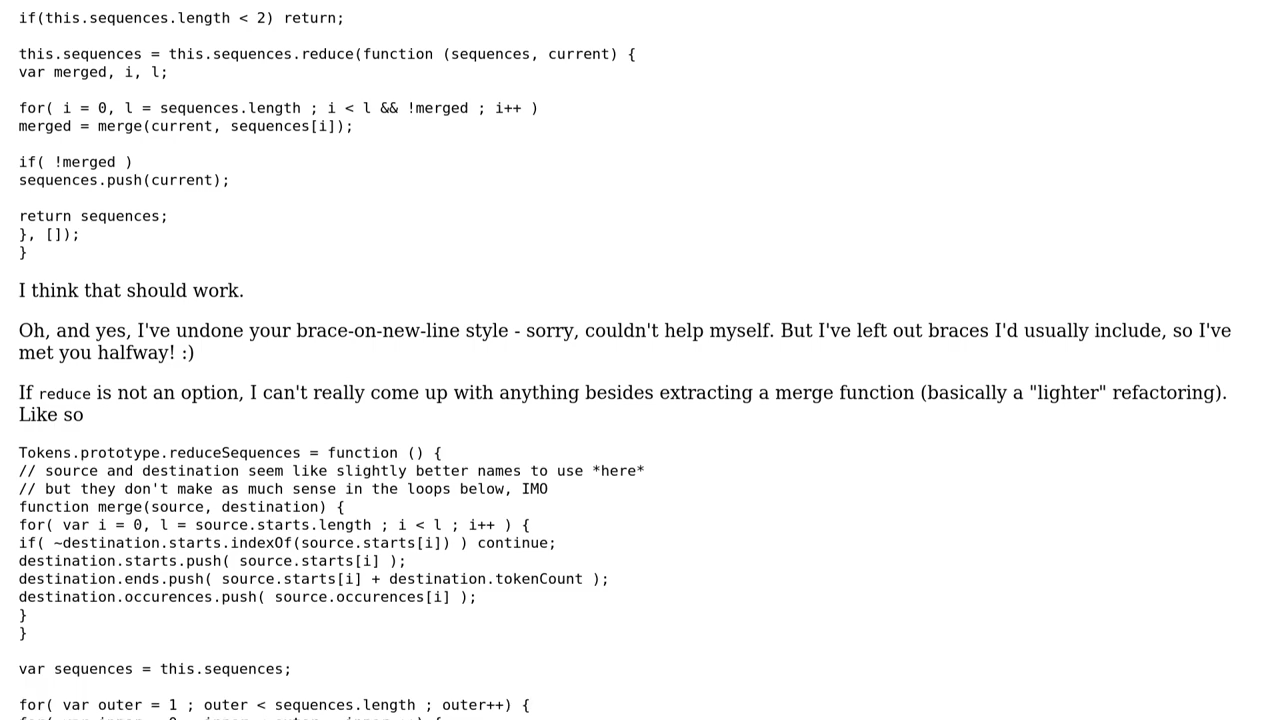 if(this.sequences.length < 2) return;
this.sequences = this.sequences.reduce(function (sequences, current) {
var merged, i, l;
for( i = 0, l = sequences.length ; i < l && !merged ; i++ )
merged = merge(current, sequences[i]);
if( !merged )
sequences.push(current);
return sequences;
}, []);
}
I think that should work.
Oh, and yes, I've undone your brace-on-new-line style - sorry, couldn't help myself. But I've left out braces I'd usually include, so I've
met you halfway! :)
If reduce is not an option, I can't really come up with anything besides extracting a merge function (basically a "lighter" refactoring).
Like so
Tokens.prototype.reduceSequences = function () {
// source and destination seem like slightly better names to use *here*
// but they don't make as much sense in the loops below, IMO
function merge(source, destination) {
for( var i = 0, l = source.starts.length ; i < l ; i++ ) {
if( ~destination.starts.indexOf(source.starts[i]) ) continue;
destination.starts.push( source.starts[i] );
destination.ends.push( source.starts[i] + destination.tokenCount );
destination.occurences.push( source.occurences[i] );
}
}
var sequences = this.sequences;
for( var outer = 1 ; outer < sequences.length ; outer++) {